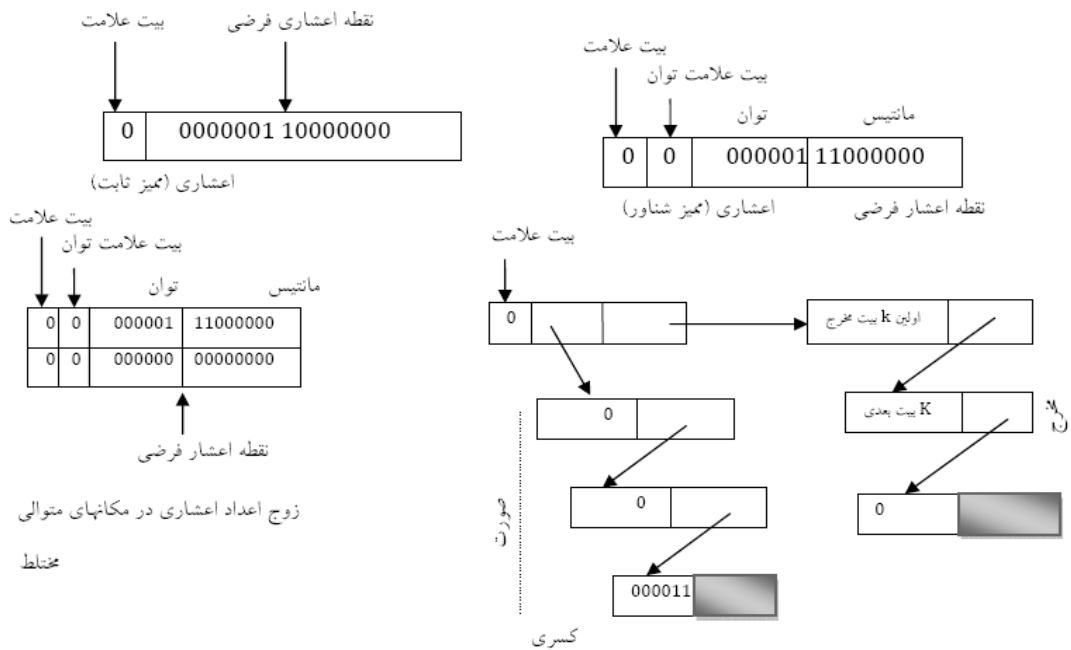 بیت علامت
نقطه اعشاری فرضی
0
0000001 10000000
اعشاری (ممیز ثابت)
بیت علامت
بیت علامت توان
توان
مانتیس
0
0
000001
11000000
اعشاری (ممیز شناور)
نقطه اعشار فرضی
بیت علامت
بیت علامت توان
توان
مانتیس
0
0
000001
11000000
0
0
000000
00000000
نقطه اعشار فرضی
زوج اعداد اعشاری در مکانهای متوالی
مختلط
بیت علامت
0
اولین k بیت مخرج
K بیت بعدی
0
0
0
000011
صورت
کسری